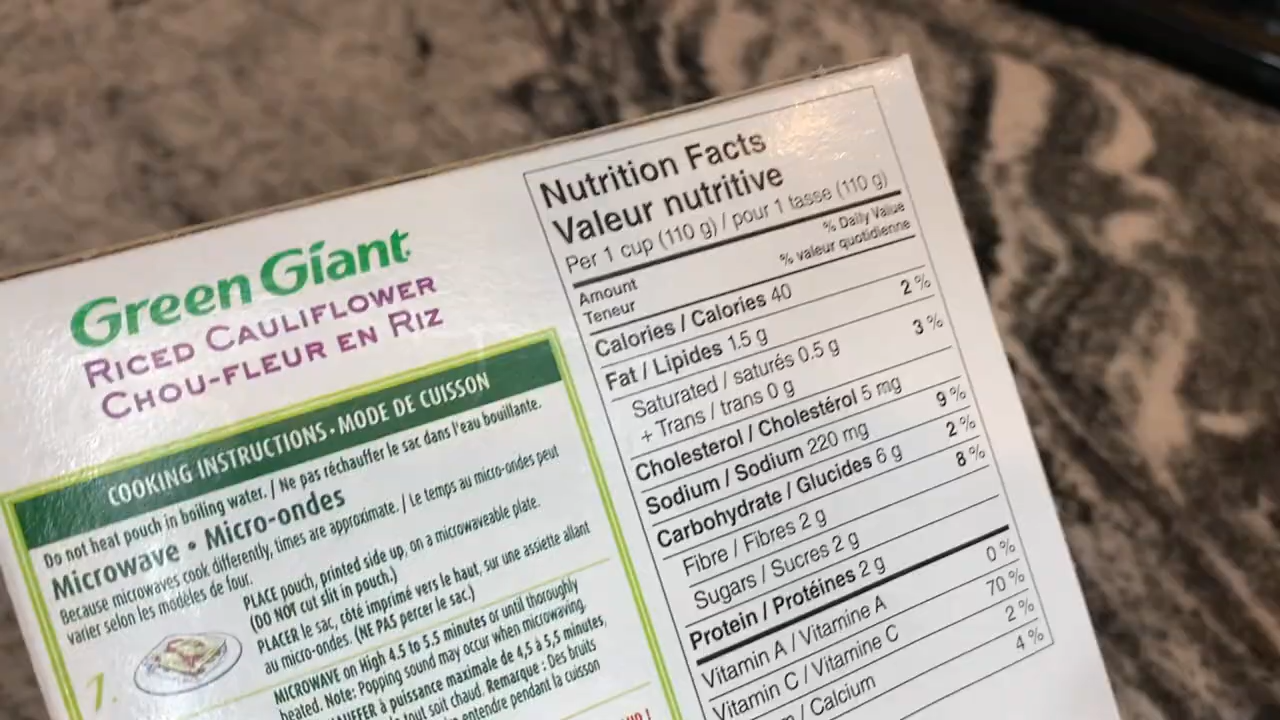 Green Giant
RICED CAULIFLOWER
CHOU-FLEUR EN RIZ
COOKING INSTRUCTIONS • MODE DE CUISSON
Do not heat pouch in boiling water. / Ne pas réchauffer le sac dans l'eau bouillante.
Microwave • Micro-ondes
Because microwaves cook differently, times are approximate. / Le temps au micro-ondes peut
varier selon les modèles de four.
PLACE pouch, printed side up, on a microwaveable plate.
(DO NOT cut slit in pouch.)
PLACER le sac, côté imprimé vers le haut, sur une assiette allant
au micro-ondes. (NE PAS percer le sac.)
1.
MICROWAVE on High 4.5 to 5.5 minutes or until thoroughly
heated. Note: Popping sound may occur when microwaving.
à puissance maximale de 4,5 à 5,5 minutes,
tout soit chaud. Remarque : Des bruits
entendre pendant la cuisson
Nutrition Facts
Valeur nutritive
Per 1 cup (110 g) / pour 1 tasse (110 g)
Amount
Teneur
% Daily Value
% valeur quotidienne
Calories / Calories 40
Fat / Lipides 1.5 g 2 %
Saturated / saturés 0.5 g 3 %
+ Trans / trans 0 g
Cholesterol / Cholestérol 5 mg
Sodium / Sodium 220 mg 9 %
Carbohydrate / Glucides 6 g 2 %
Fibre / Fibres 2 g 8 %
Sugars / Sucres 2 g
Protein / Protéines 2 g
Vitamin A / Vitamine A 0 %
Vitamin C / Vitamine C 70 %
/ Calcium 2 %
4 %